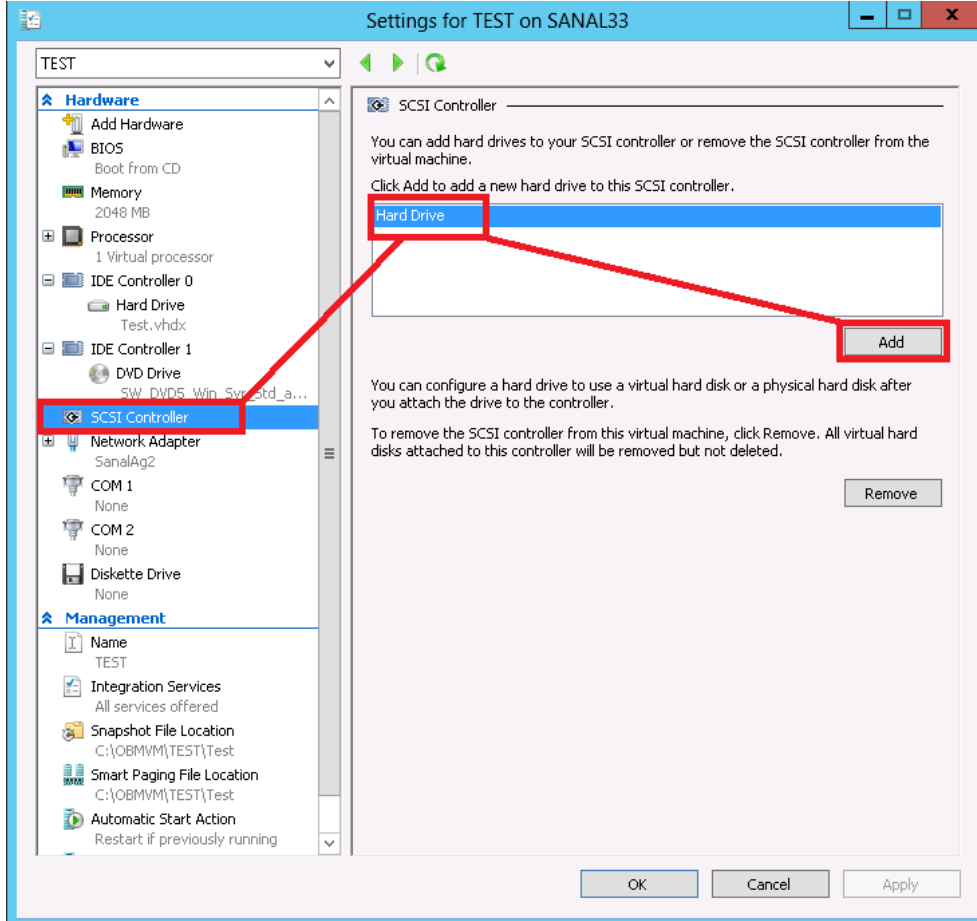 Settings for TEST on SANAL33
TEST
Hardware
Add Hardware
BIOS
Boot from CD
Memory
2048 MB
Processor
1 Virtual processor
IDE Controller 0
Hard Drive
Test.vhdx
IDE Controller 1
DVD Drive
SW_DVD5_Win_Svr_Std_a...
SCSI Controller
Network Adapter
SanalAg2
COM 1
None
COM 2
None
Diskette Drive
None
Management
Name
TEST
Integration Services
All services offered
Snapshot File Location
C:\OBMVM\TEST\Test
Smart Paging File Location
C:\OBMVM\TEST\Test
Automatic Start Action
Restart if previously running
SCSI Controller
You can add hard drives to your SCSI controller or remove the SCSI controller from the
virtual machine.
Click Add to add a new hard drive to this SCSI controller.
Hard Drive
Add
You can configure a hard drive to use a virtual hard disk or a physical hard disk after
you attach the drive to the controller.
To remove the SCSI controller from this virtual machine, click Remove. All virtual hard
disks attached to this controller will be removed but not deleted.
Remove
OK
Cancel
Apply